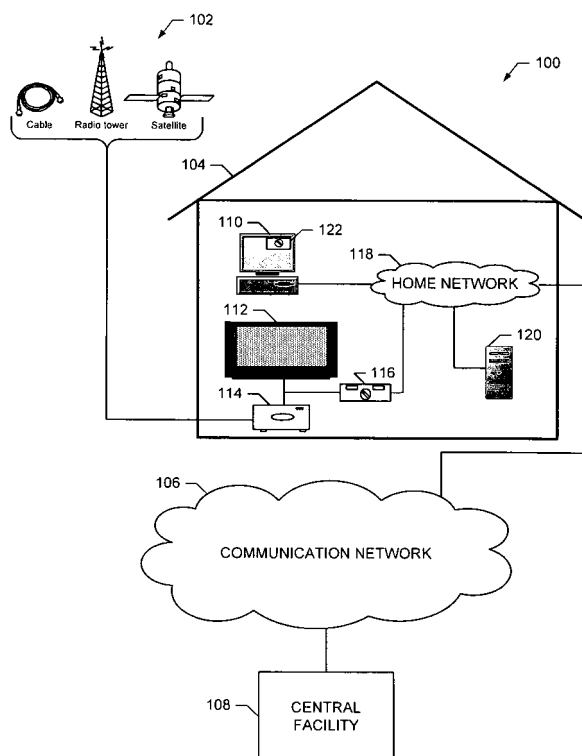 102
100
Cable
Radio tower
Satellite
104
110
122
118
HOME NETWORK
112
120
116
114
106
COMMUNICATION NETWORK
108
CENTRAL
FACILITY